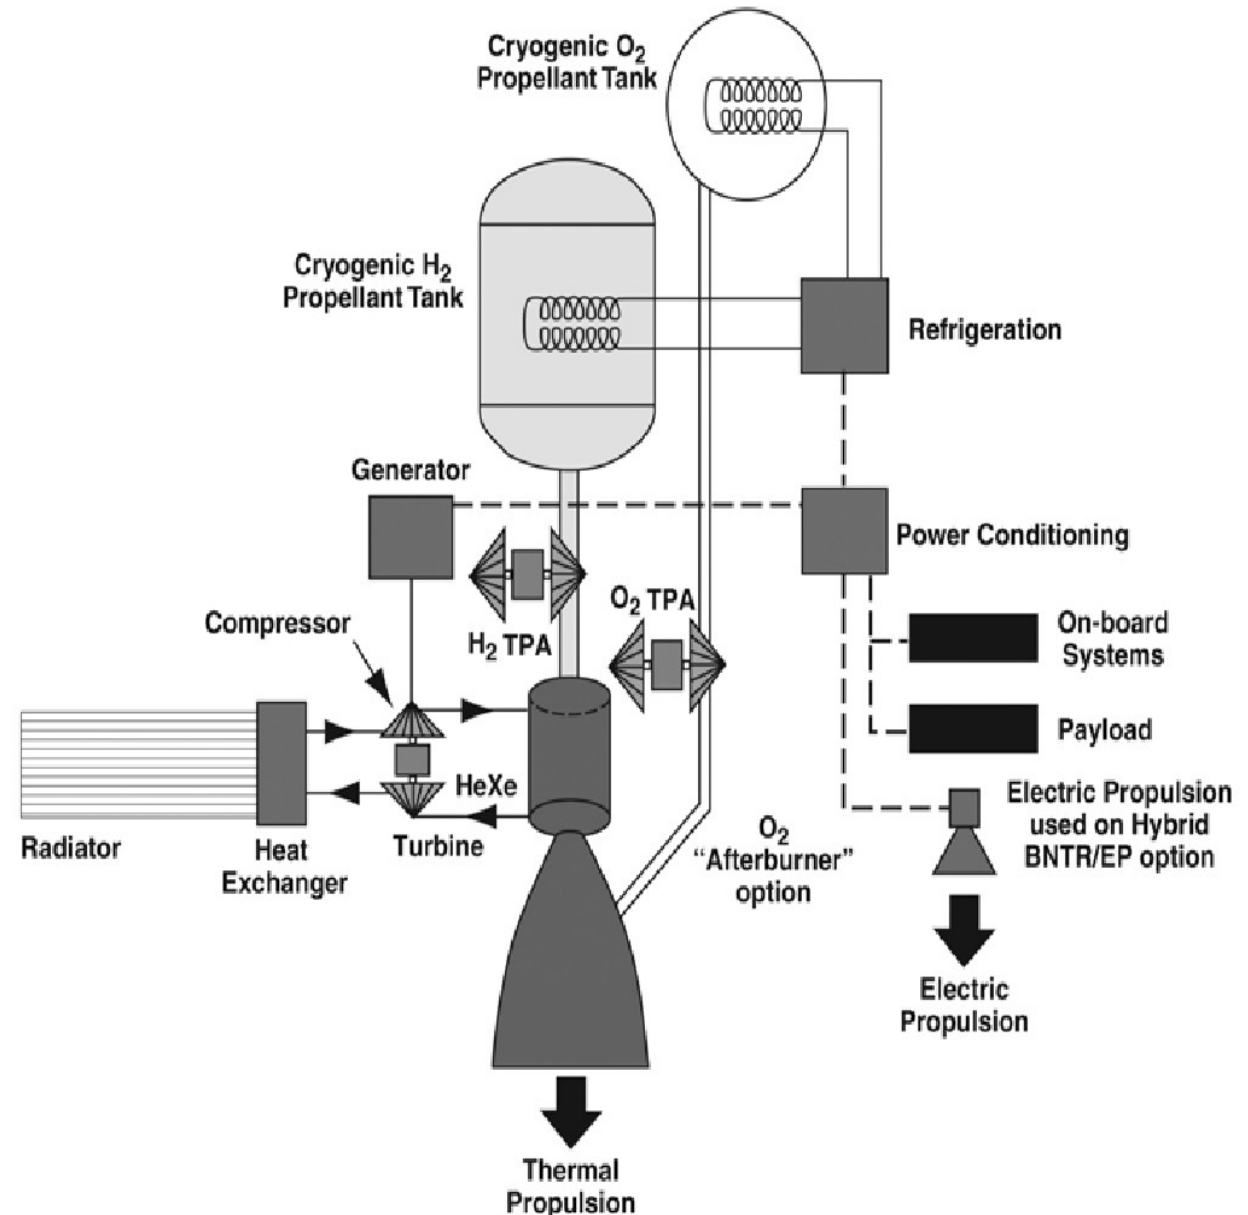 Cryogenic O2
Propellant Tank
Cryogenic H2
Propellant Tank
Refrigeration
Generator
Power Conditioning
Compressor
H2 TPA
O2 TPA
On-board
Systems
Payload
HeXe
Radiator
Heat
Exchanger
Turbine
O2
“Afterburner”
option
Electric Propulsion
used on Hybrid
BNTR/EP option
Electric
Propulsion
Thermal
Propulsion